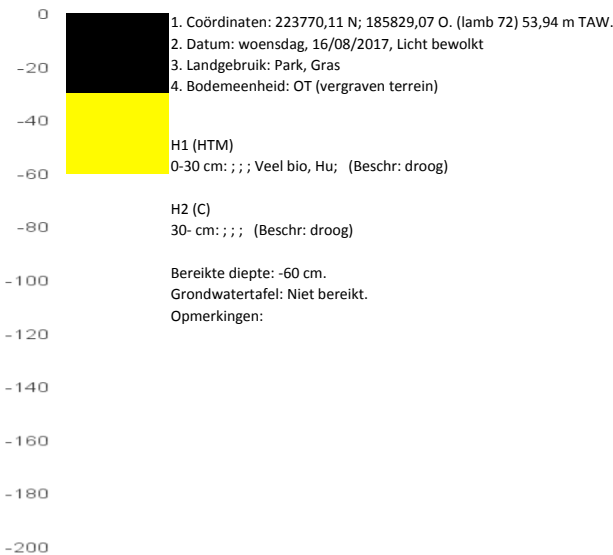 0
-20
-40
-60
-80
-100
-120
-140
-160
-180
-200
1. Coördinaten: 223770,11 N; 185829,07 O. (lamb 72) 53,94 m TAW.
2. Datum: woensdag, 16/08/2017, Licht bewolkt
3. Landgebruik: Park, Gras
4. Bodemeenheid: OT (vergraven terrein)
H1 (HTM)
0-30 cm: ; ; ; Veel bio, Hu; (Beschr: droog)
H2 (C)
30- cm: ; ; ; (Beschr: droog)
Bereikte diepte: -60 cm.
Grondwatertafel: Niet bereikt.
Opmerkingen: